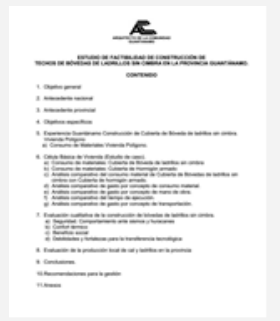 ARQUITECTO DE LA COMUNIDAD
GUANTÁNAMO
ESTUDIO DE FACTIBILIDAD DE CONSTRUCCIÓN DE
TECHOS DE BÓVEDAS DE LADRILLOS SIN CIMBRA EN LA PROVINCIA GUANTÁNAMO.
CONTENIDO
1. Objetivo general
2. Antecedente nacional
3. Antecedente provincial
4. Objetivos específicos
5. Experiencia Guantánamo Construcción de Cubierta de Bóveda de ladrillos sin cimbra.
Vivienda Polígono.
a) Consumo de Materiales Vivienda Polígono.
6. Célula Básica de Vivienda (Estudio de caso).
a) Consumo de materiales: Cubierta de Bóveda de ladrillos sin cimbra
b) Consumo de materiales: Cubierta de Hormigón armado.
c) Análisis comparativo del consumo material de Cubierta de Bóvedas de ladrillos sin
cimbra con Cubierta de hormigón armado.
d) Análisis comparativo de gasto por concepto de consumo material.
e) Análisis comparativo de gasto por concepto de mano de obra.
f) Análisis comparativo del tiempo de ejecución.
g) Análisis comparativo de gasto por concepto de transportación.
7. Evaluación cualitativa de la construcción de bóvedas de ladrillos sin cimbra.
a) Seguridad: Comportamiento ante sismos y huracanes
b) Confort térmico
c) Beneficio social
d) Debilidades y fortalezas para la transferencia tecnológica
8. Evaluación de la producción local de cal y ladrillos en la provincia
9. Conclusiones.
10. Recomendaciones para la gestión
11. Anexos